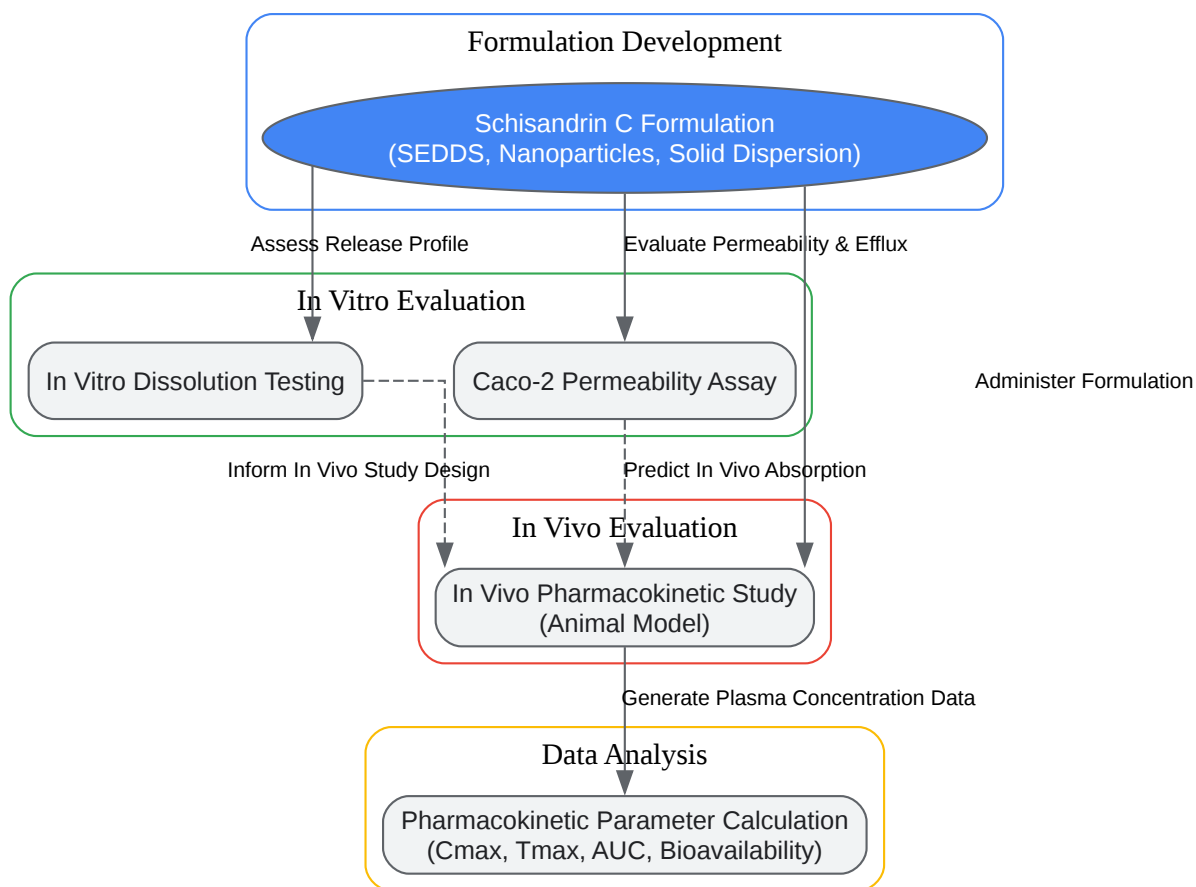 Formulation Development
Schisandrin C Formulation
(SEDDS, Nanoparticles, Solid Dispersion)
Assess Release Profile
Evaluate Permeability & Efflux
In Vitro Evaluation
In Vitro Dissolution Testing
Caco-2 Permeability Assay
Administer Formulation
Inform In Vivo Study Design
Predict In Vivo Absorption
In Vivo Evaluation
In Vivo Pharmacokinetic Study
(Animal Model)
Generate Plasma Concentration Data
Data Analysis
Pharmacokinetic Parameter Calculation
(Cmax, Tmax, AUC, Bioavailability)